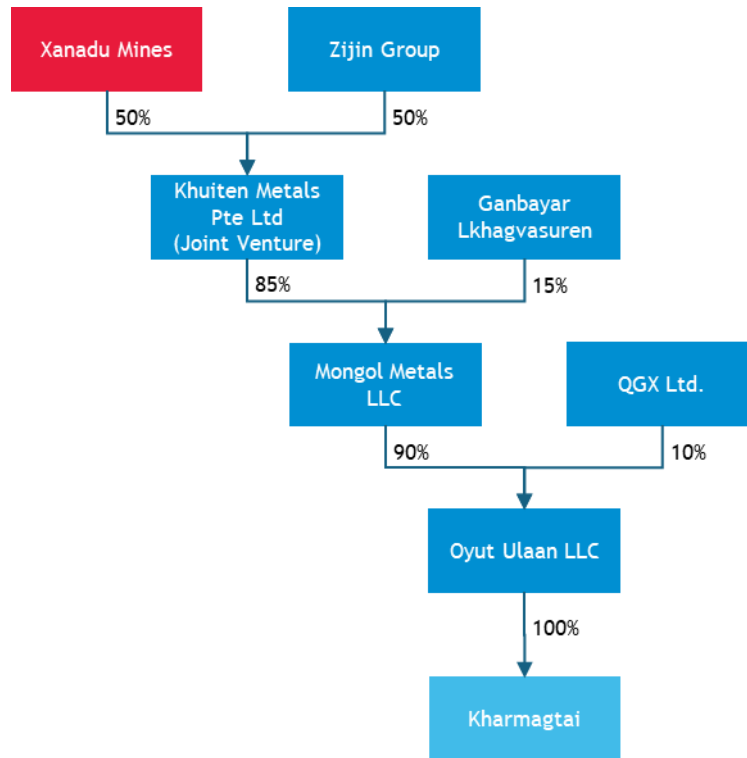 Xanadu Mines
Zijin Group
50%
50%
Khuiten Metals
Pte Ltd
(Joint Venture)
Ganbayar
Lkhagvasuren
85%
15%
Mongol Metals
LLC
QGX Ltd.
90%
10%
Oyut Ulaan LLC
100%
Kharmagtai